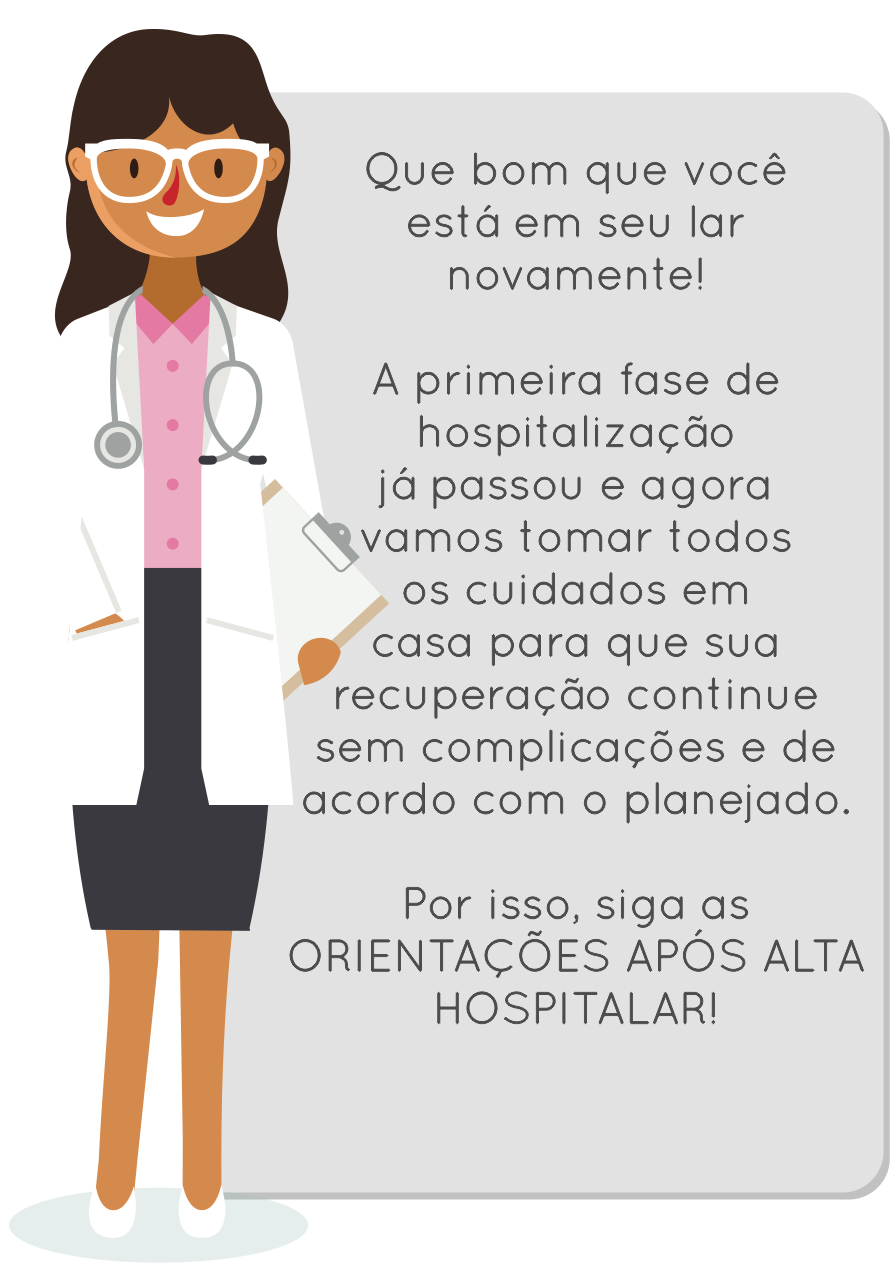 Que bom que você
está em seu lar
novamente!
A primeira fase de
hospitalização
já passou e agora
vamos tomar todos
os cuidados em
casa para que sua
recuperação continue
sem complicações e de
acordo com o planejado.
Por isso, siga as
ORIENTAÇÕES APÓS ALTA
HOSPITALAR!